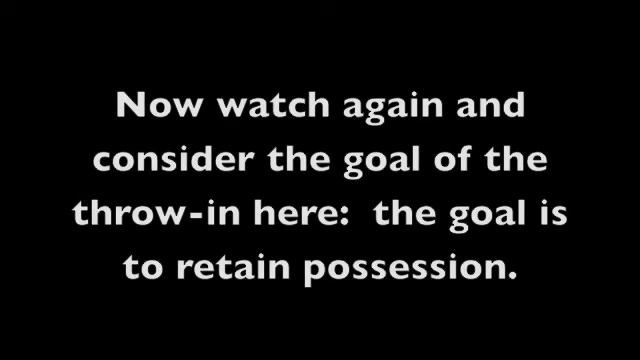 Now watch again and
consider the goal of the
throw-in here:  the goal is
to retain possession.